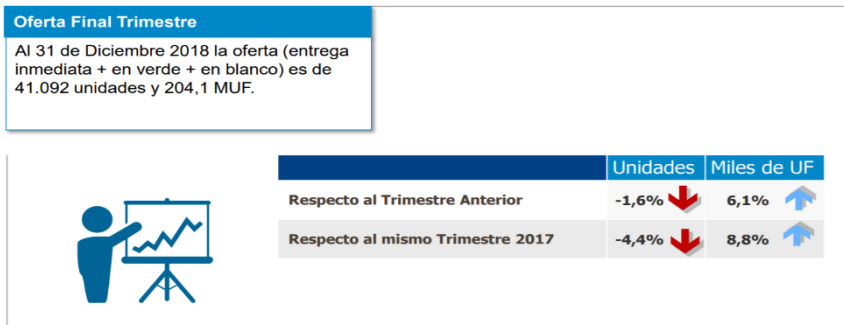 Oferta Final Trimestre
Al 31 de Diciembre 2018 la oferta (entrega
inmediata + en verde + en blanco) es de
41.092 unidades y 204,1 MUF.
Unidades Miles de UF
Respecto al Trimestre Anterior -1,6% 6,1%
Respecto al mismo Trimestre 2017 -4,4% 8,8%